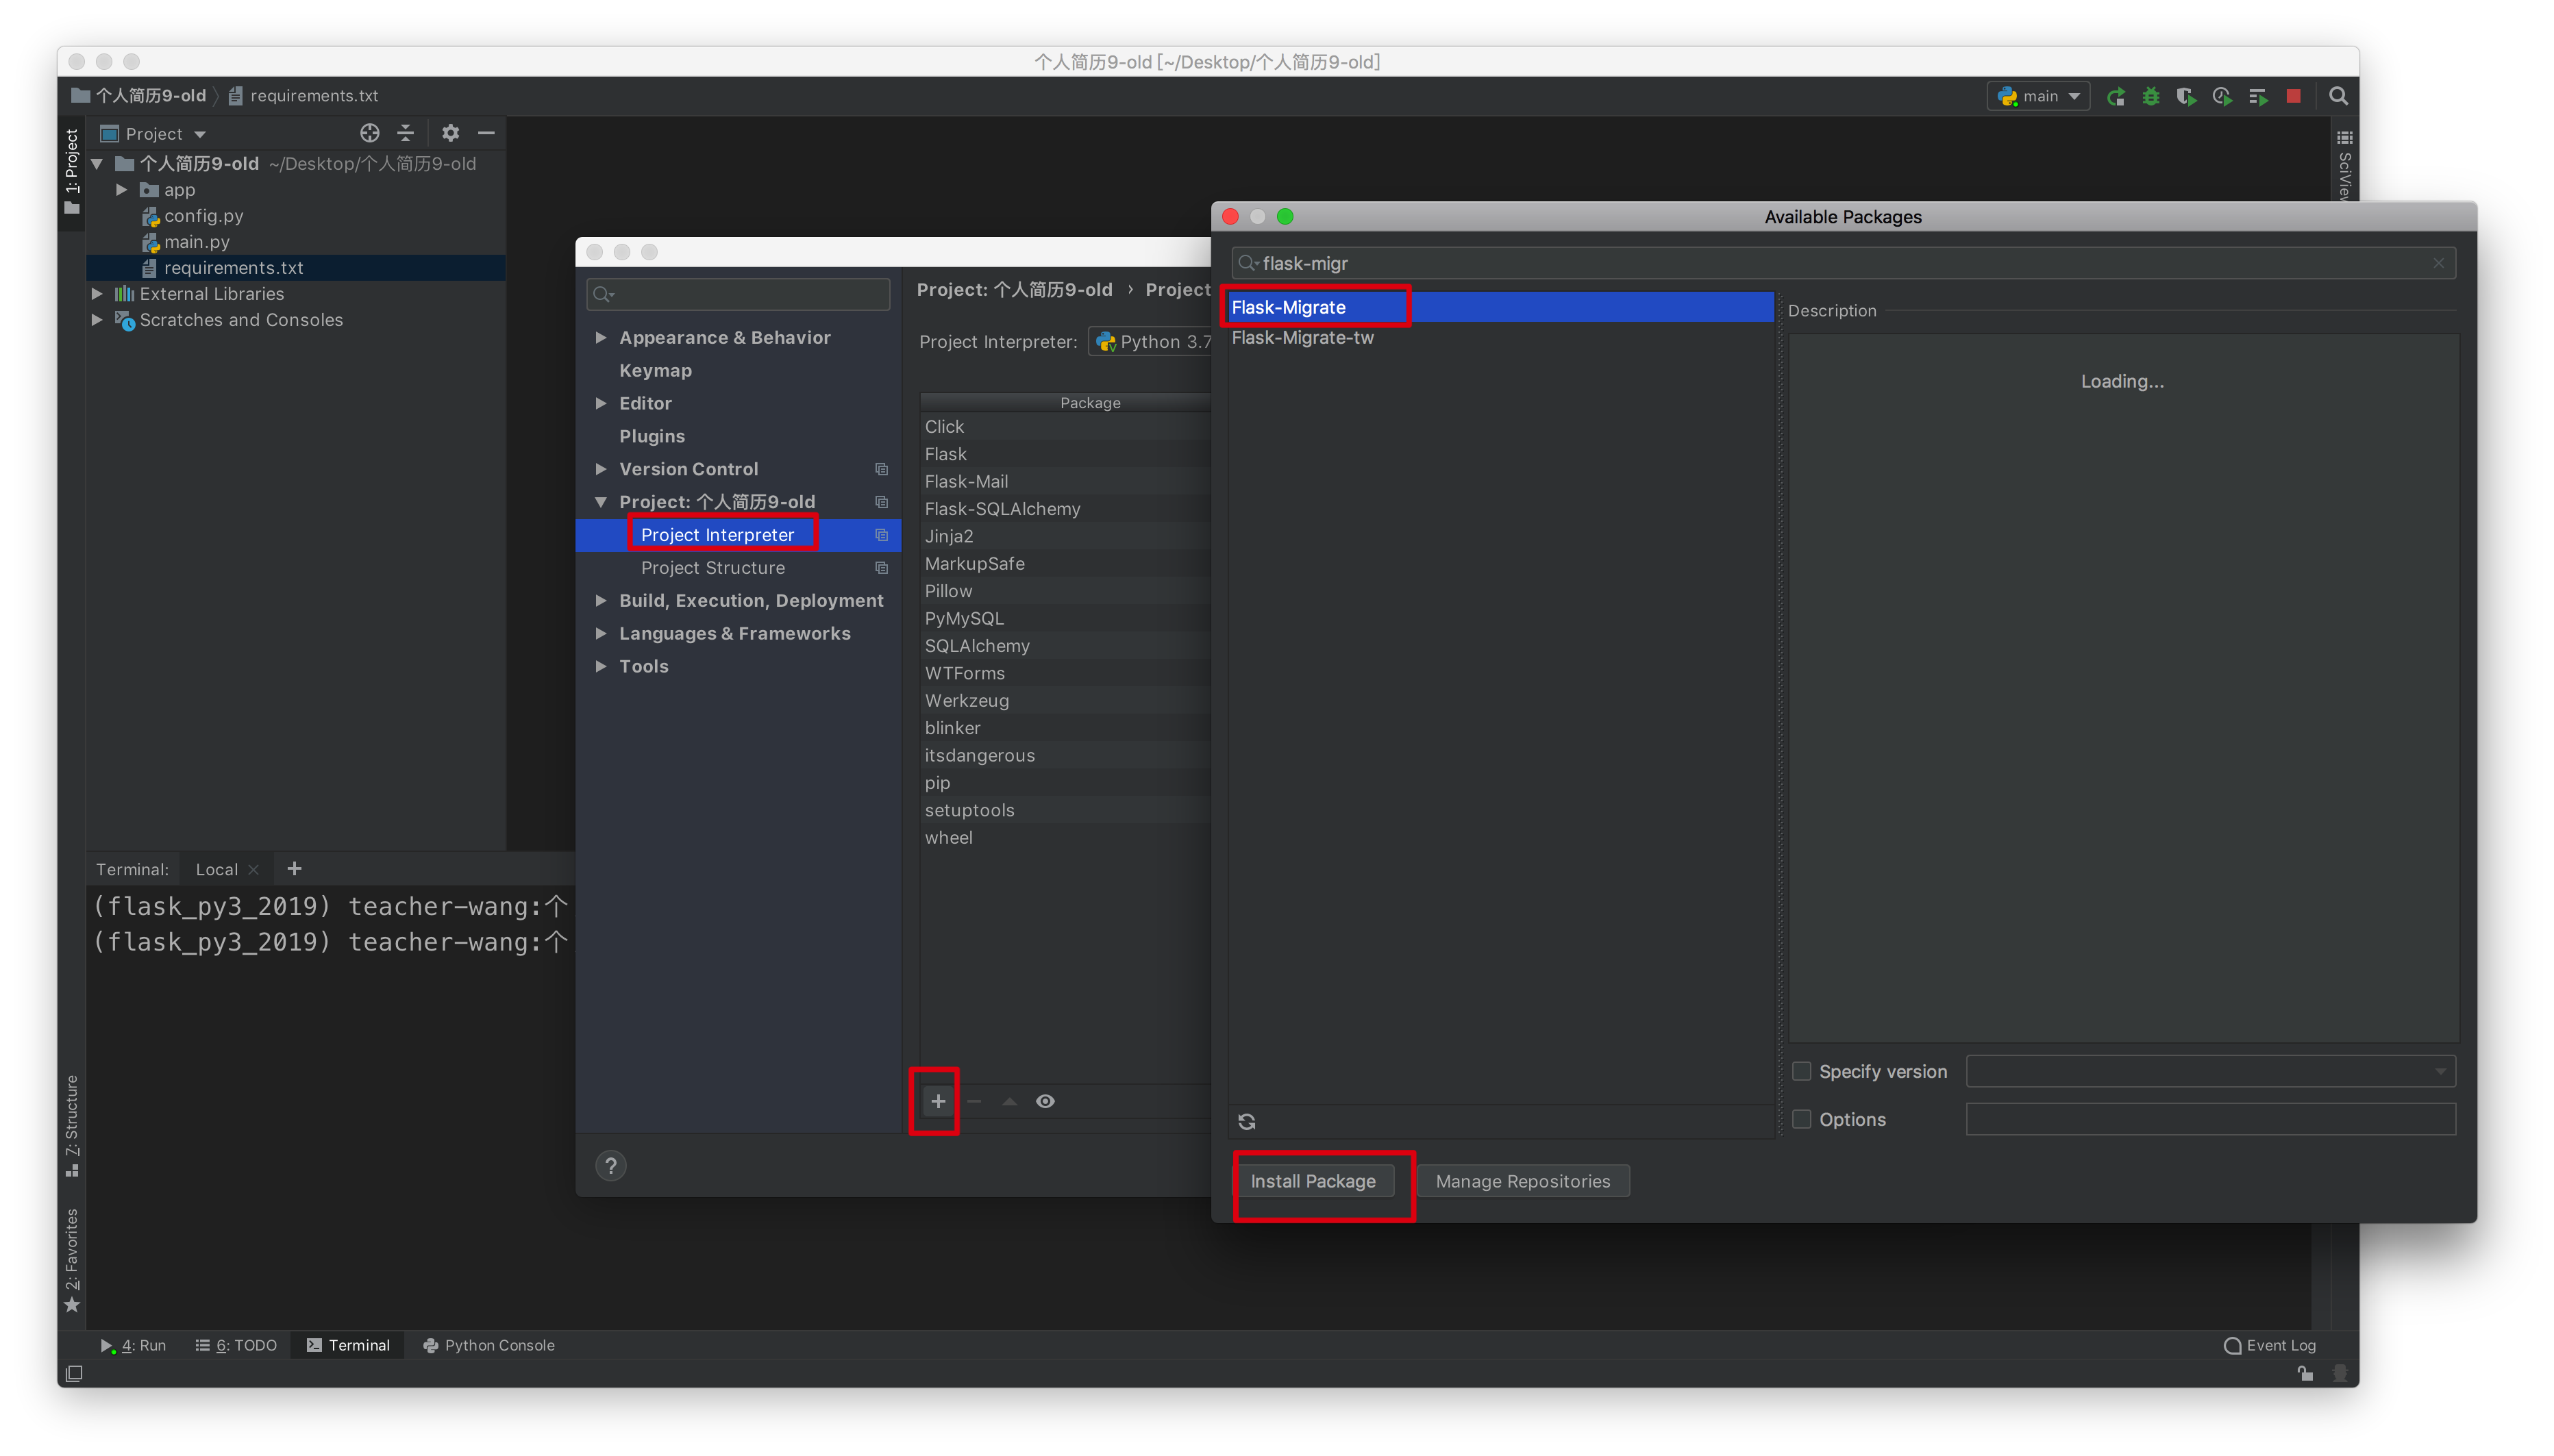 个人简历9-old [~/Desktop/个人简历9-old]
个人简历9-old
requirements.txt
main
1: Project
Project
个人简历9-old ~/Desktop/个人简历9-old
app
config.py
main.py
requirements.txt
External Libraries
Scratches and Consoles
Appearance & Behavior
Keymap
Editor
Plugins
Version Control
Project: 个人简历9-old
Project Interpreter
Project Structure
Build, Execution, Deployment
Languages & Frameworks
Tools
Project: 个人简历9-old › Project
Project Interpreter: Python 3.7
Package
Click
Flask
Flask-Mail
Flask-SQLAlchemy
Jinja2
MarkupSafe
Pillow
PyMySQL
SQLAlchemy
WTForms
Werkzeug
blinker
itsdangerous
pip
setuptools
wheel
?
Available Packages
flask-migr
Flask-Migrate
Flask-Migrate-tw
Description
Loading...
Specify version
Options
Install Package
Manage Repositories
SciView
Terminal:
Local
(flask_py3_2019) teacher-wang:个
(flask_py3_2019) teacher-wang:个
7: Structure
2: Favorites
4: Run
6: TODO
Terminal
Python Console
Event Log